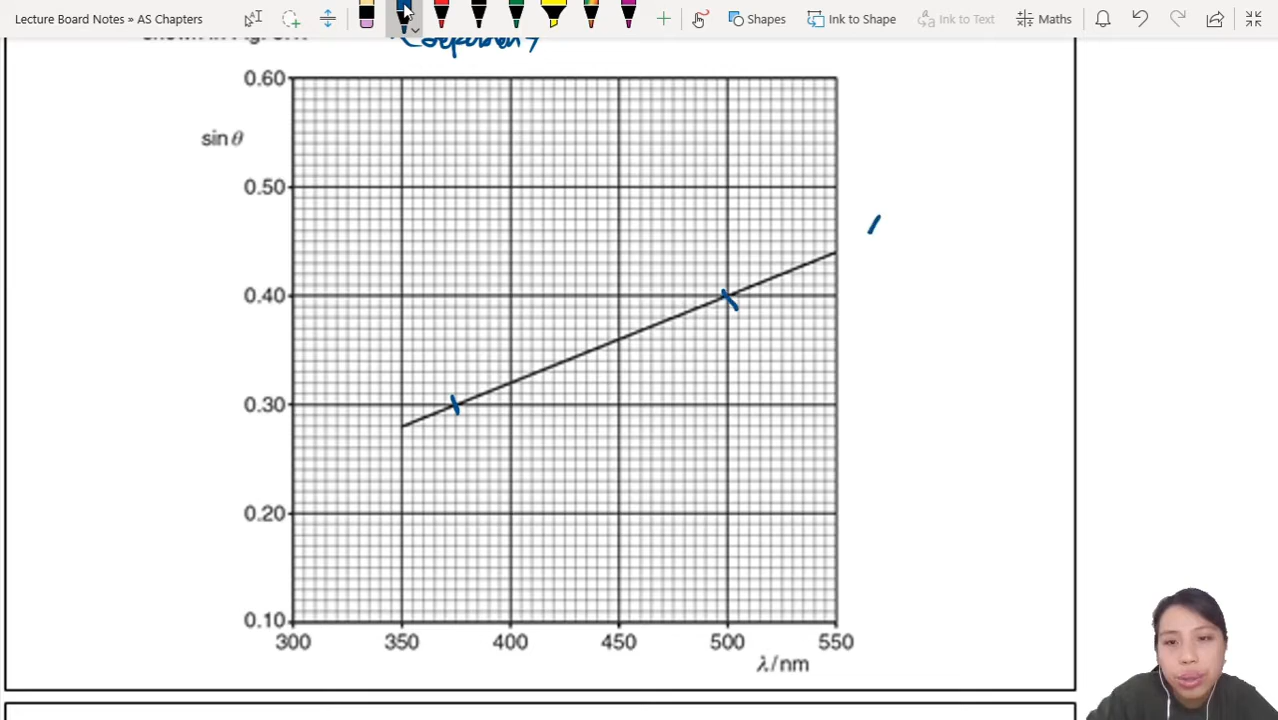 Lecture Board Notes » AS Chapters
Shapes
Ink to Shape
Ink to Text
Maths
0.60
sin θ
0.50
0.40
0.30
0.20
0.10
300 350 400 450 500 550
λ/nm